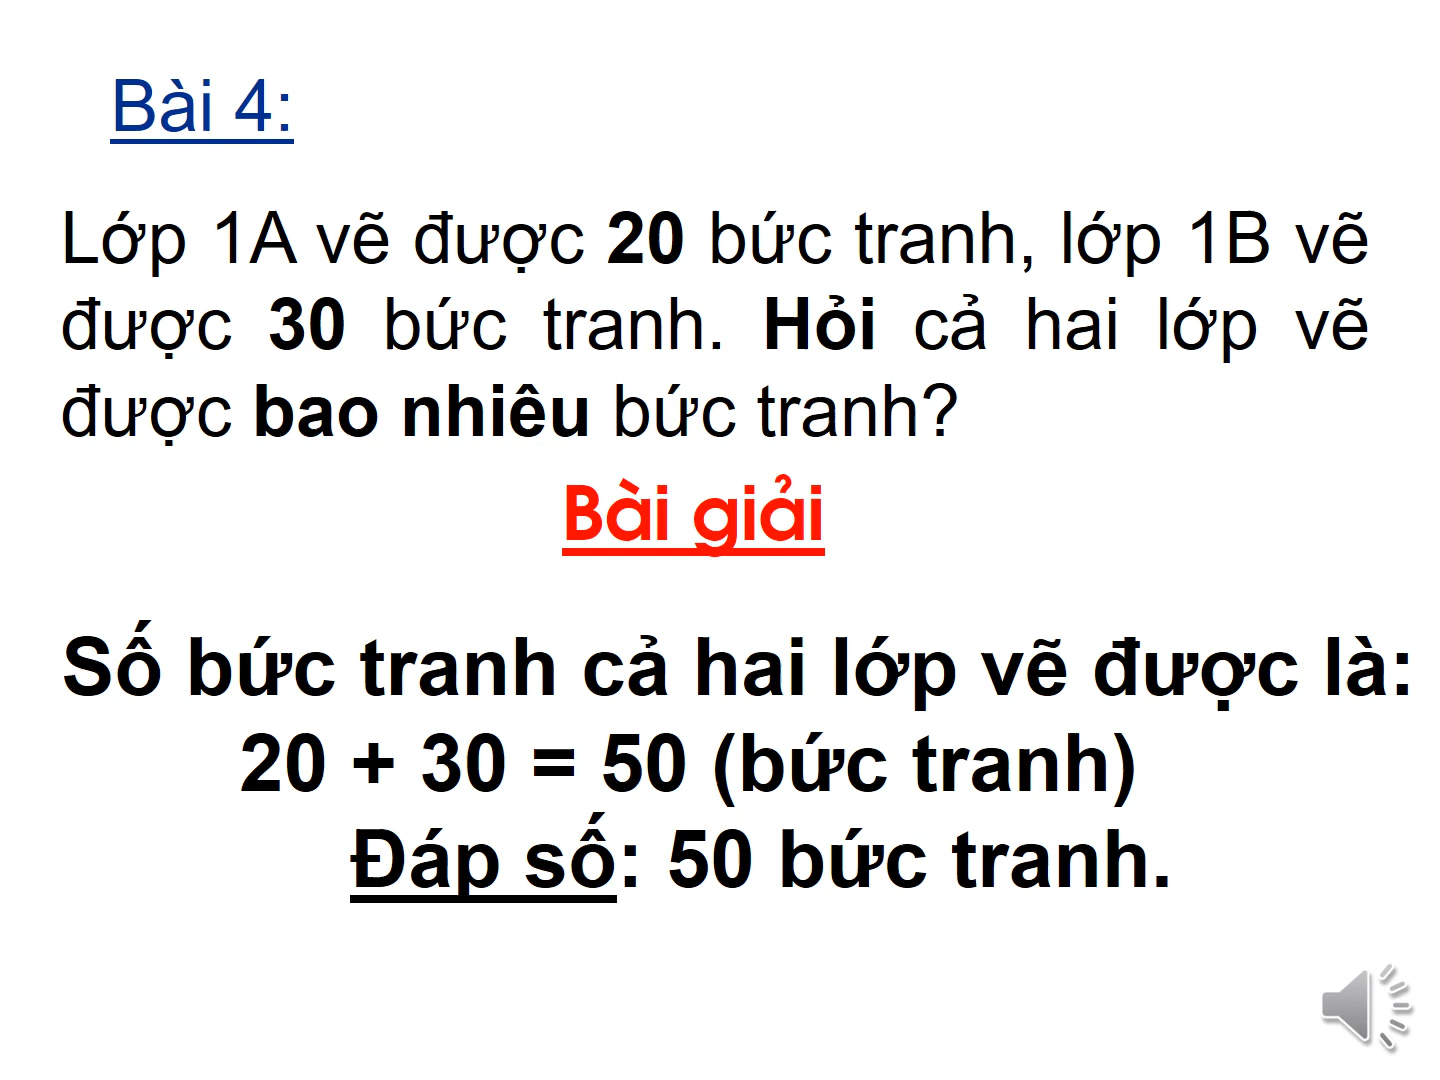 Bài 4:
Lớp 1A vẽ được 20 bức tranh, lớp 1B vẽ
được 30 bức tranh. Hỏi cả hai lớp vẽ
được bao nhiêu bức tranh?
Bài giải
Số bức tranh cả hai lớp vẽ được là:
20 + 30 = 50 (bức tranh)
Đáp số: 50 bức tranh.